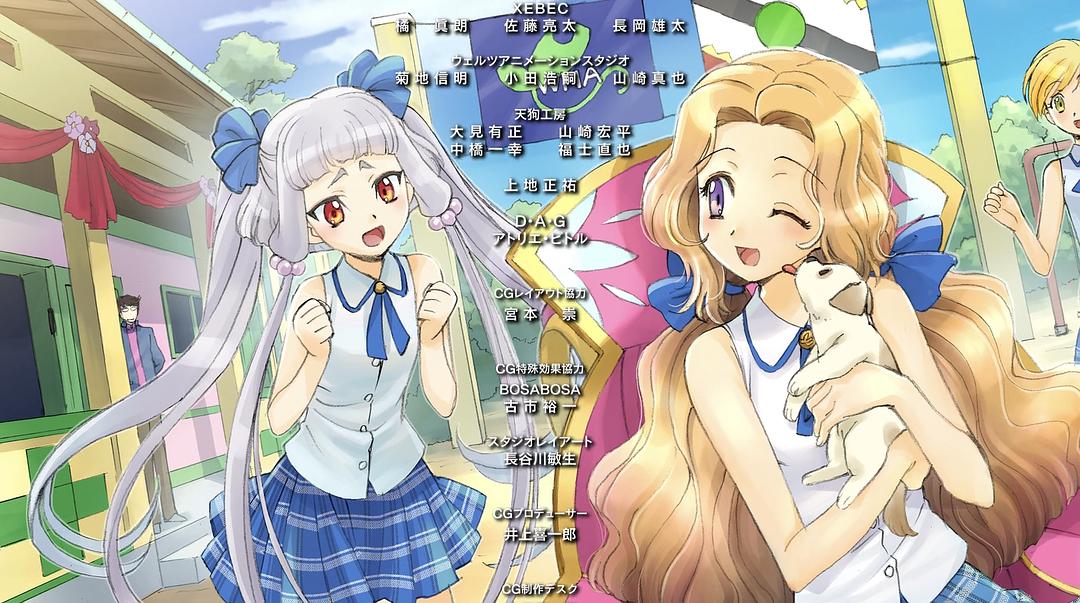 XEBEC
橘 一 眞 朗 佐 藤 亮 太 長 岡 雄 太
ウェルツアニメーションスタジオ
菊 地 信 明 小 田 浩 嗣 山 崎 真 也
天狗工房
大 見 有 正 山 崎 宏 平
中 橋 一 幸 福 士 直 也
上 地 正 祐
D・A・G
アトリエ・ビトル
CGレイアウト協力
宮 本 崇
CG特殊効果協力
BOSABOSA
古 市 裕 一
スタジオレイアート
長谷川敏生
CGプロデューサー
井上喜一郎
CG制作デスク